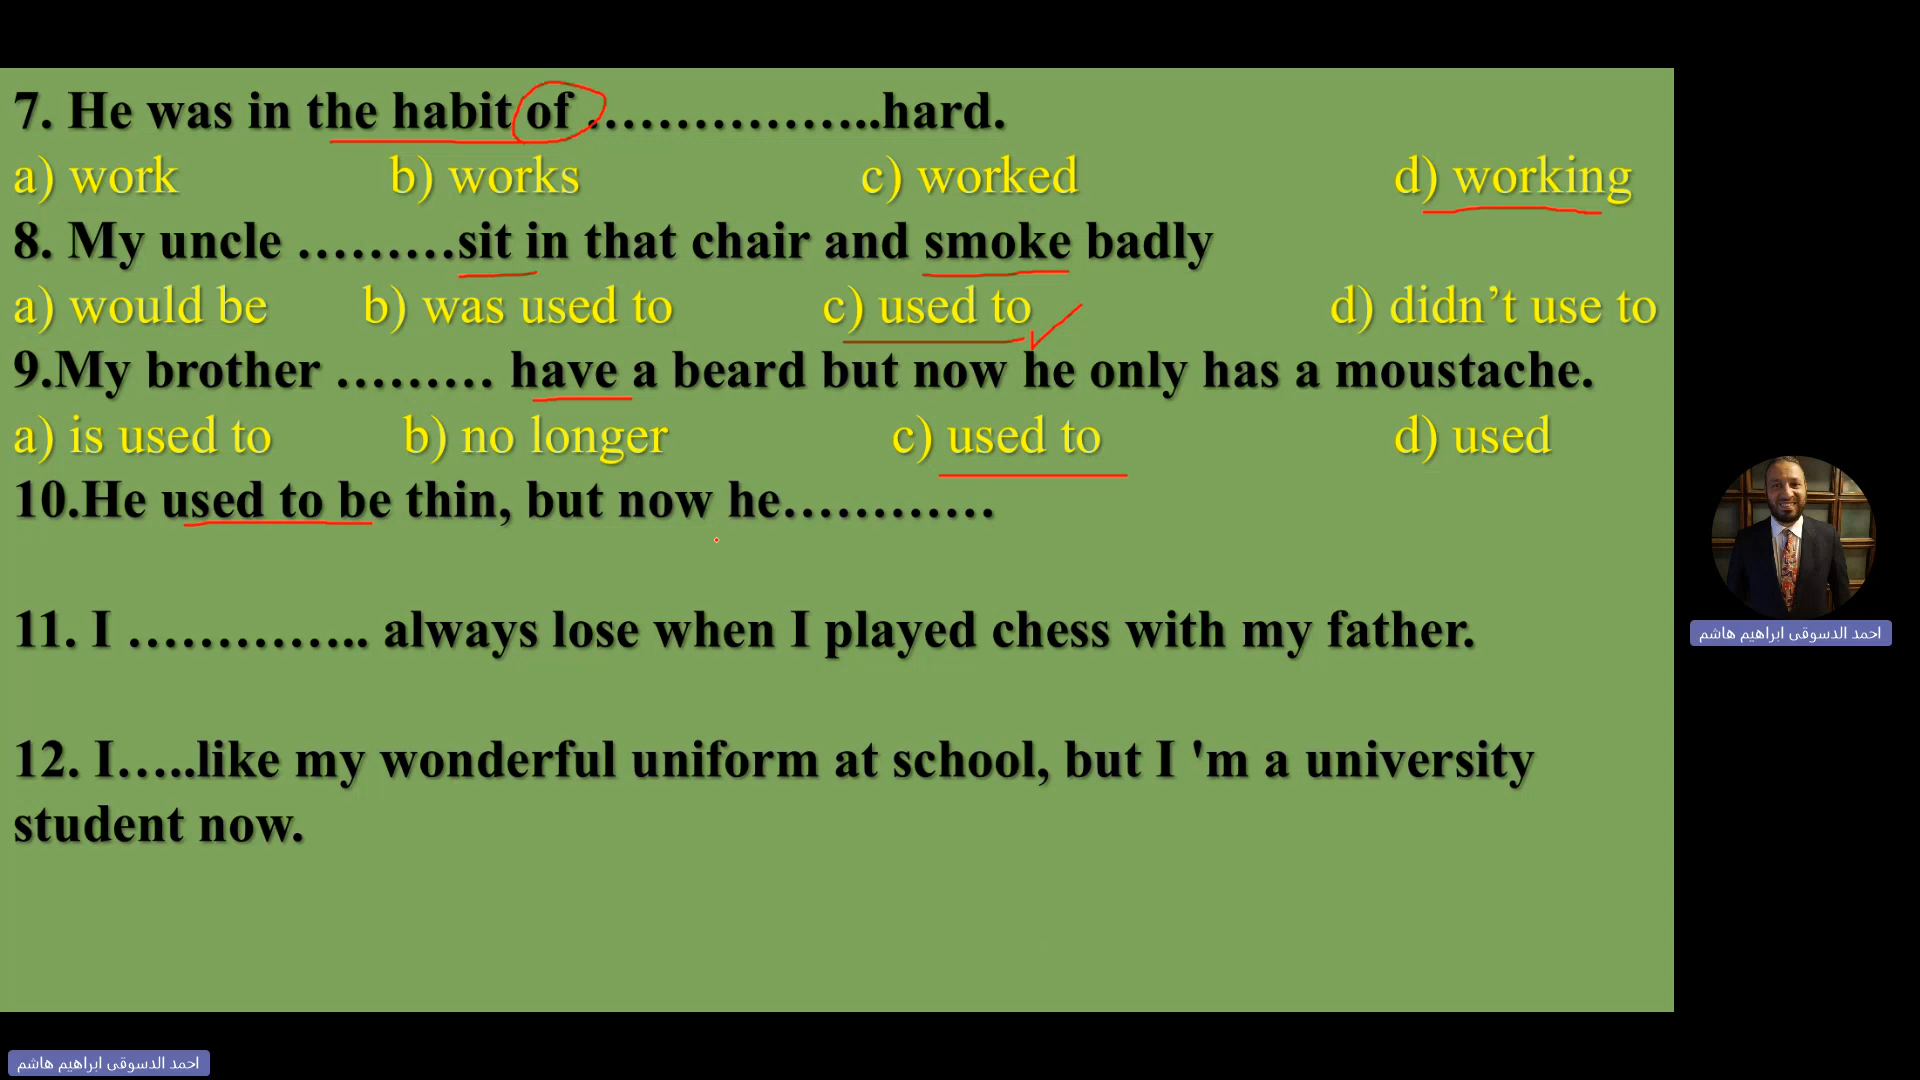 7. He was in the habit of ……………..hard.
a) work b) works c) worked d) working
8. My uncle ………sit in that chair and smoke badly
a) would be b) was used to c) used to d) didn’t use to
9.My brother ……… have a beard but now he only has a moustache.
a) is used to b) no longer c) used to d) used
10.He used to be thin, but now he…………
11. I ………….. always lose when I played chess with my father.
12. I…..like my wonderful uniform at school, but I 'm a university
student now.
احمد الدسوقى ابراهيم هاشم
احمد الدسوقى ابراهيم هاشم